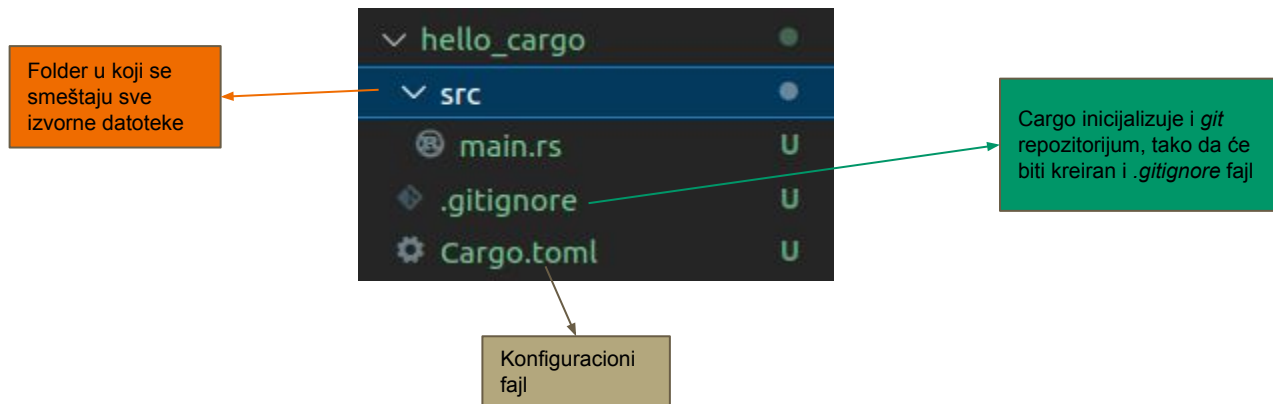 hello_cargo
Folder u koji se
smeštaju sve
izvorne datoteke
src
main.rs U
.gitignore U
Cargo.toml U
Cargo inicijalizuje i git
repozitorijum, tako da će
biti kreiran i .gitignore fajl
Konfiguracioni
fajl